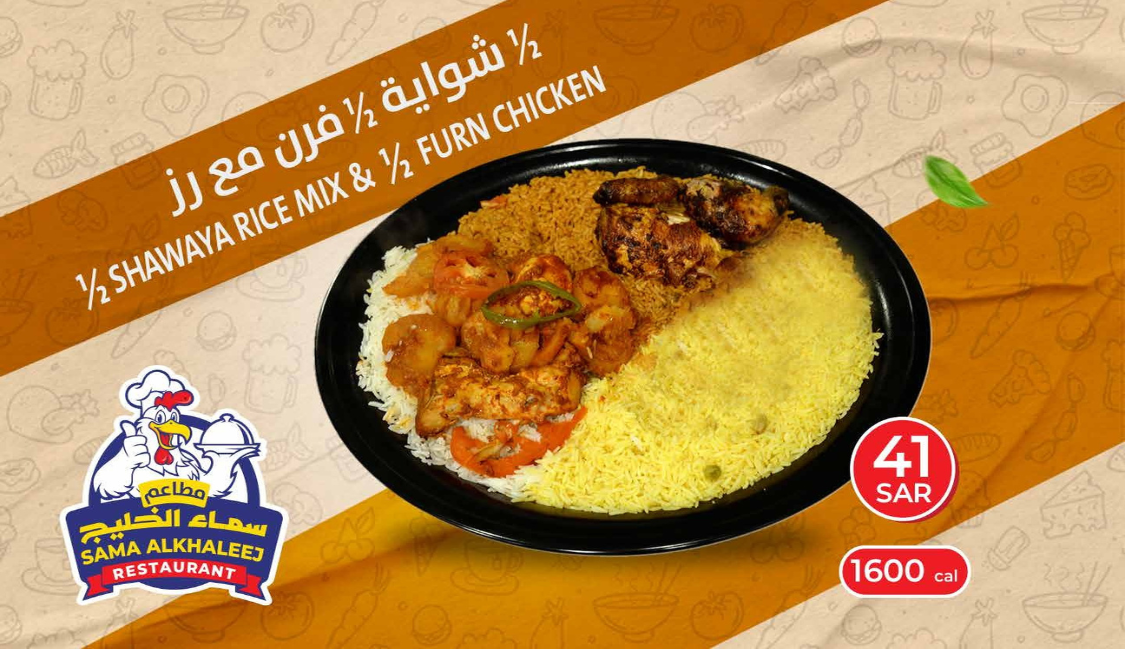 ½ شواية ½ فرن مع رز
½ SHAWAYA RICE MIX & ½ FURN CHICKEN
مطاعم
سماء الخليج
SAMA ALKHALEEJ
RESTAURANT
41
SAR
1600 cal